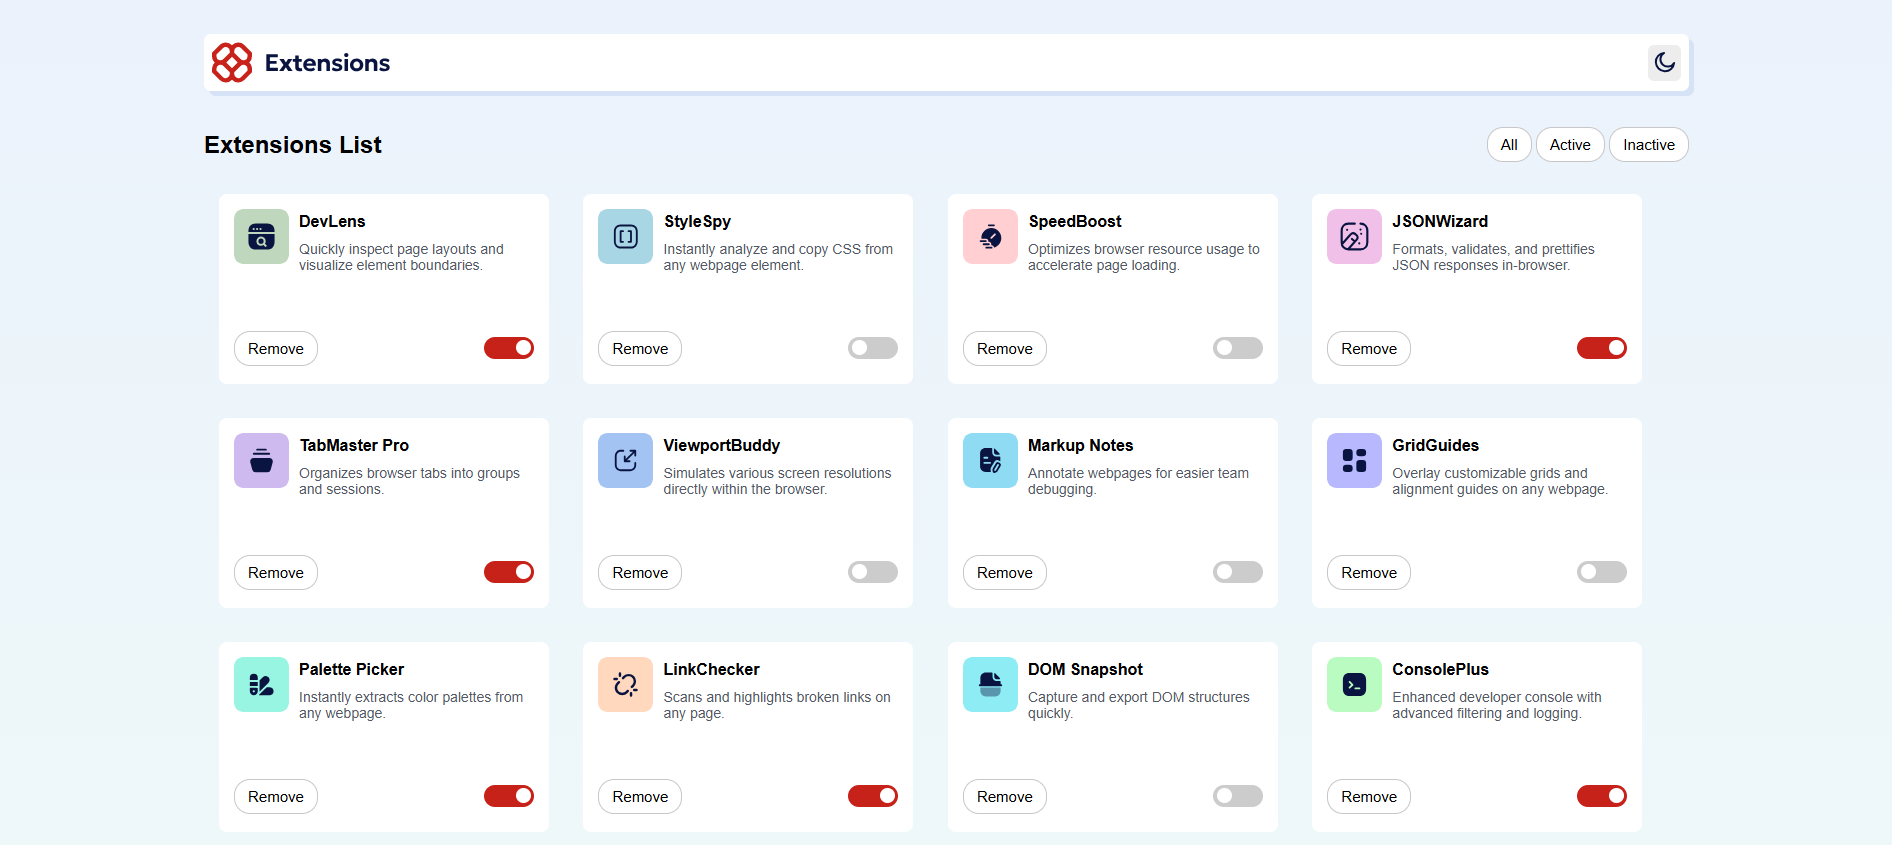 Extensions
Extensions List
All Active Inactive
DevLens
Quickly inspect page layouts and
visualize element boundaries.
Remove
StyleSpy
Instantly analyze and copy CSS from
any webpage element.
Remove
SpeedBoost
Optimizes browser resource usage to
accelerate page loading.
Remove
JSONWizard
Formats, validates, and prettifies
JSON responses in-browser.
Remove
TabMaster Pro
Organizes browser tabs into groups
and sessions.
Remove
ViewportBuddy
Simulates various screen resolutions
directly within the browser.
Remove
Markup Notes
Annotate webpages for easier team
debugging.
Remove
GridGuides
Overlay customizable grids and
alignment guides on any webpage.
Remove
Palette Picker
Instantly extracts color palettes from
any webpage.
Remove
LinkChecker
Scans and highlights broken links on
any page.
Remove
DOM Snapshot
Capture and export DOM structures
quickly.
Remove
ConsolePlus
Enhanced developer console with
advanced filtering and logging.
Remove